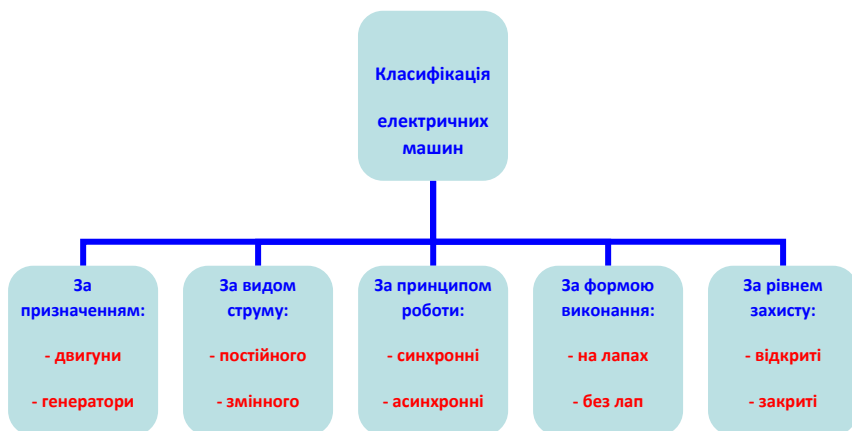 Класифікація
електричних
машин
За
призначенням:
- двигуни
- генератори
За видом
струму:
- постійного
- змінного
За принципом
роботи:
- синхронні
- асинхронні
За формою
виконання:
- на лапах
- без лап
За рівнем
захисту:
- відкриті
- закриті